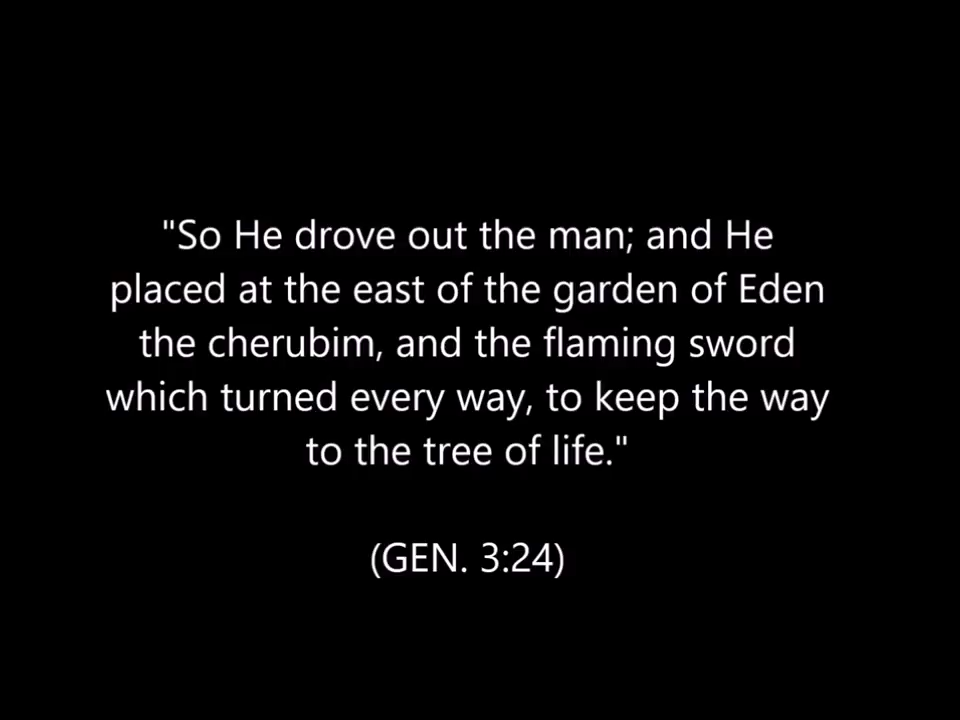 "So He drove out the man; and He
placed at the east of the garden of Eden
the cherubim, and the flaming sword
which turned every way, to keep the way
to the tree of life."
(GEN. 3:24)